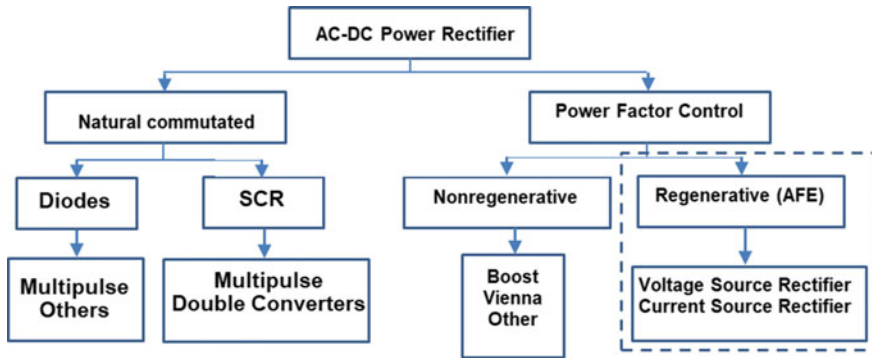 AC-DC Power Rectifier
Natural commutated
Power Factor Control
Diodes
SCR
Nonregenerative
Regenerative (AFE)
Multipulse
Others
Multipulse
Double Converters
Boost
Vienna
Other
Voltage Source Rectifier
Current Source Rectifier